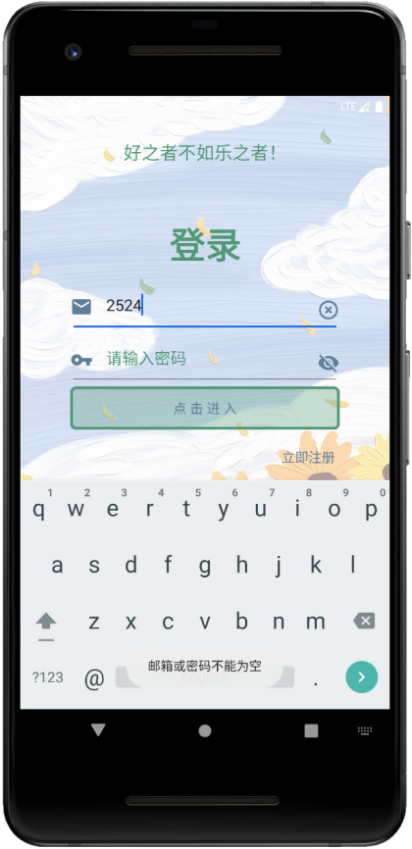 LTE
好之者不如乐之者！
登录
2524
请输入密码
点击进入
立即注册
1 2 3 4 5 6 7 8 9 0
q w e r t y u i o p
a s d f g h j k l
z x c v b n m
邮箱或密码不能为空
?123 @ English .